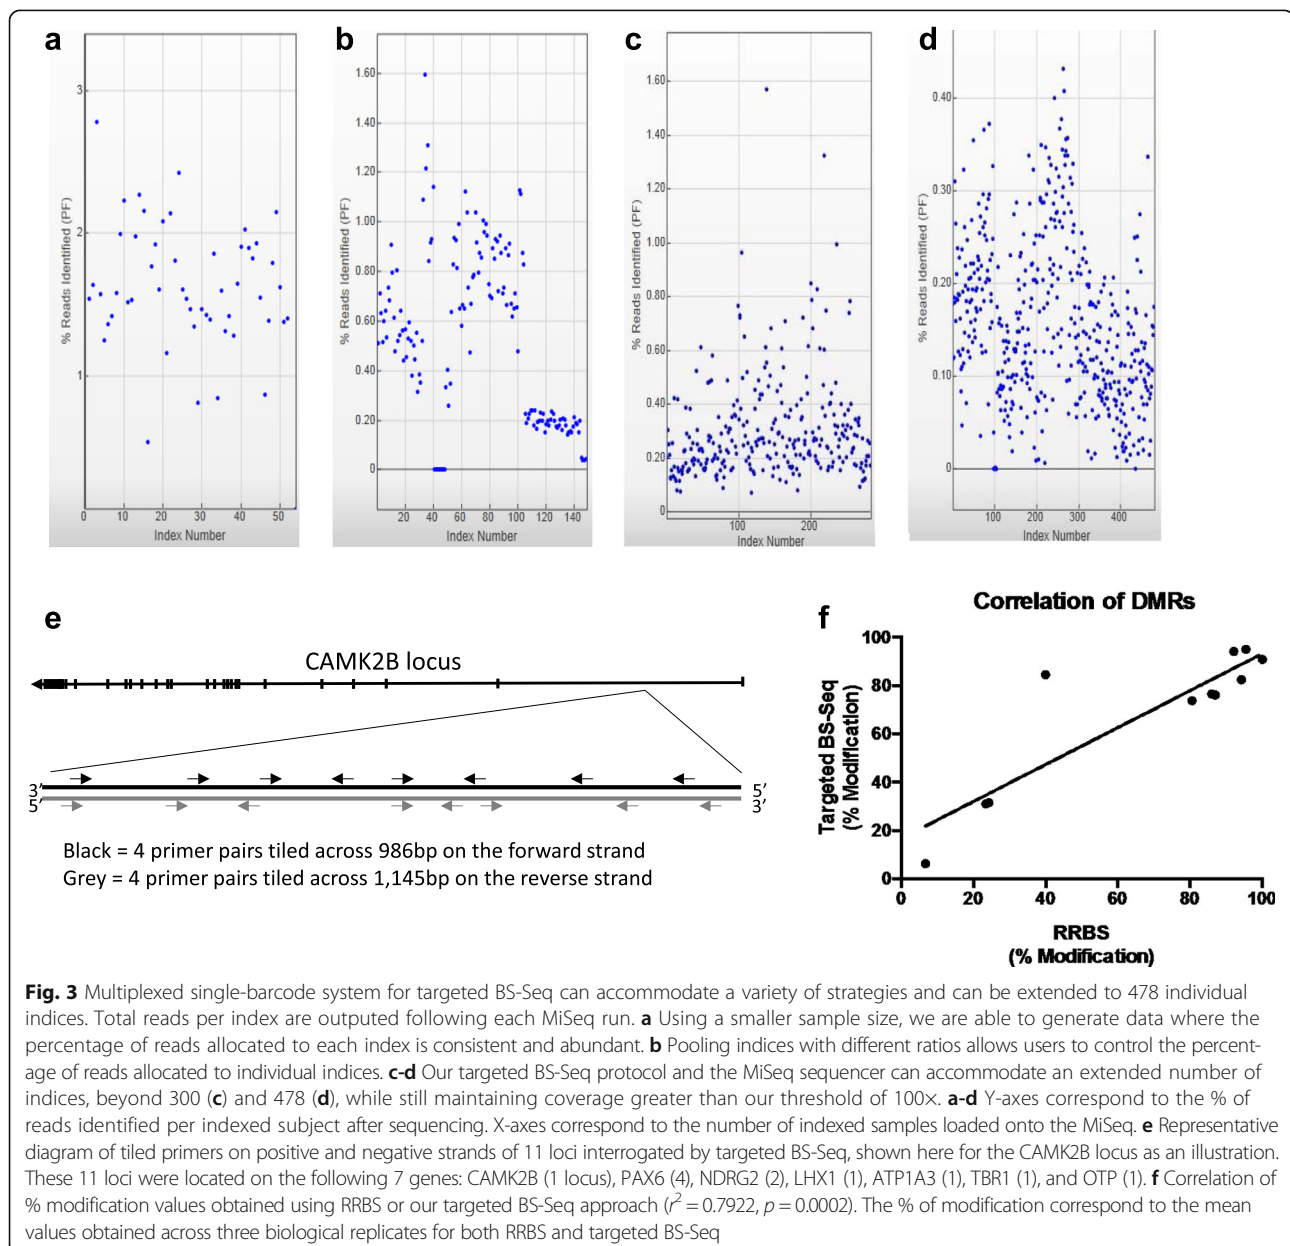 a
3
2
1
% Reads Identified (PF)
0 10 20 30 40 50
Index Number
b
1.60
1.40
1.20
1.00
0.80
0.60
0.40
0.20
0
% Reads Identified (PF)
20 40 60 80 100 120 140
Index Number
c
1.60
1.40
1.20
1.00
0.80
0.60
0.40
0.20
0
% Reads Identified (PF)
100 200
Index Number
d
0.40
0.30
0.20
0.10
0
% Reads Identified (PF)
100 200 300 400
Index Number
e
CAMK2B locus
3′ 5′
5′ 3′
Black = 4 primer pairs tiled across 986bp on the forward strand
Grey = 4 primer pairs tiled across 1,145bp on the reverse strand
f
Correlation of DMRs
100
80
60
40
20
0
Targeted BS-Seq
(% Modification)
0 20 40 60 80 100
RRBS
(% Modification)
Fig. 3 Multiplexed single-barcode system for targeted BS-Seq can accommodate a variety of strategies and can be extended to 478 individual
indices. Total reads per index are outputed following each MiSeq run. a Using a smaller sample size, we are able to generate data where the
percentage of reads allocated to each index is consistent and abundant. b Pooling indices with different ratios allows users to control the percent-
age of reads allocated to individual indices. c-d Our targeted BS-Seq protocol and the MiSeq sequencer can accommodate an extended number of
indices, beyond 300 (c) and 478 (d), while still maintaining coverage greater than our threshold of 100×. a-d Y-axes correspond to the % of
reads identified per indexed subject after sequencing. X-axes correspond to the number of indexed samples loaded onto the MiSeq. e Representative
diagram of tiled primers on positive and negative strands of 11 loci interrogated by targeted BS-Seq, shown here for the CAMK2B locus as an illustration.
These 11 loci were located on the following 7 genes: CAMK2B (1 locus), PAX6 (4), NDRG2 (2), LHX1 (1), ATP1A3 (1), TBR1 (1), and OTP (1). f Correlation of
% modification values obtained using RRBS or our targeted BS-Seq approach (r² = 0.7922, p = 0.0002). The % of modification correspond to the mean
values obtained across three biological replicates for both RRBS and targeted BS-Seq